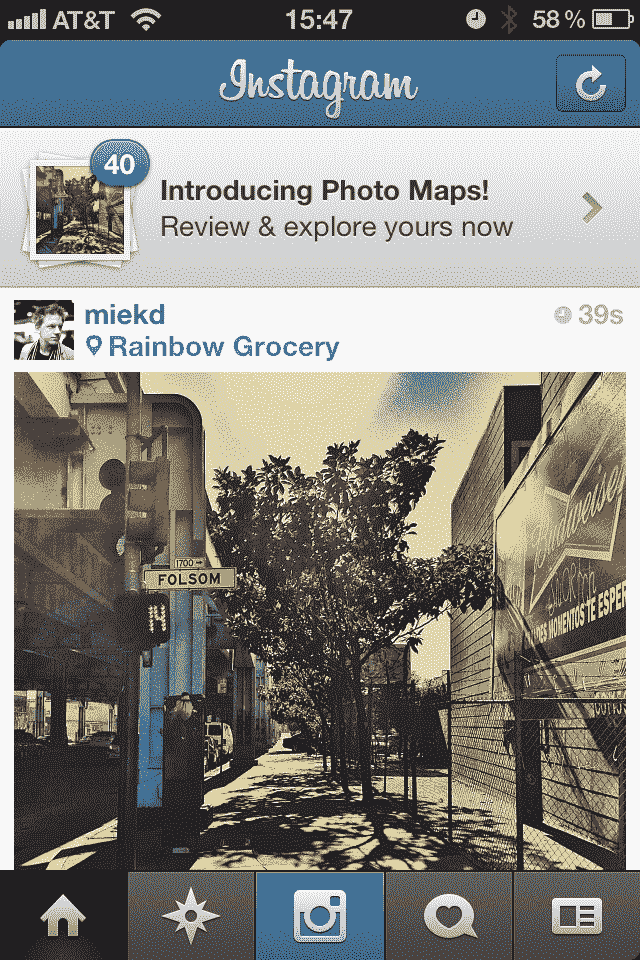 AT&T 15:47 58 %
Instagram
40
Introducing Photo Maps!
Review & explore yours now
miekd
39s
Rainbow Grocery
1700
FOLSOM
14
Budweiser
MOMENTOS TE ESPER